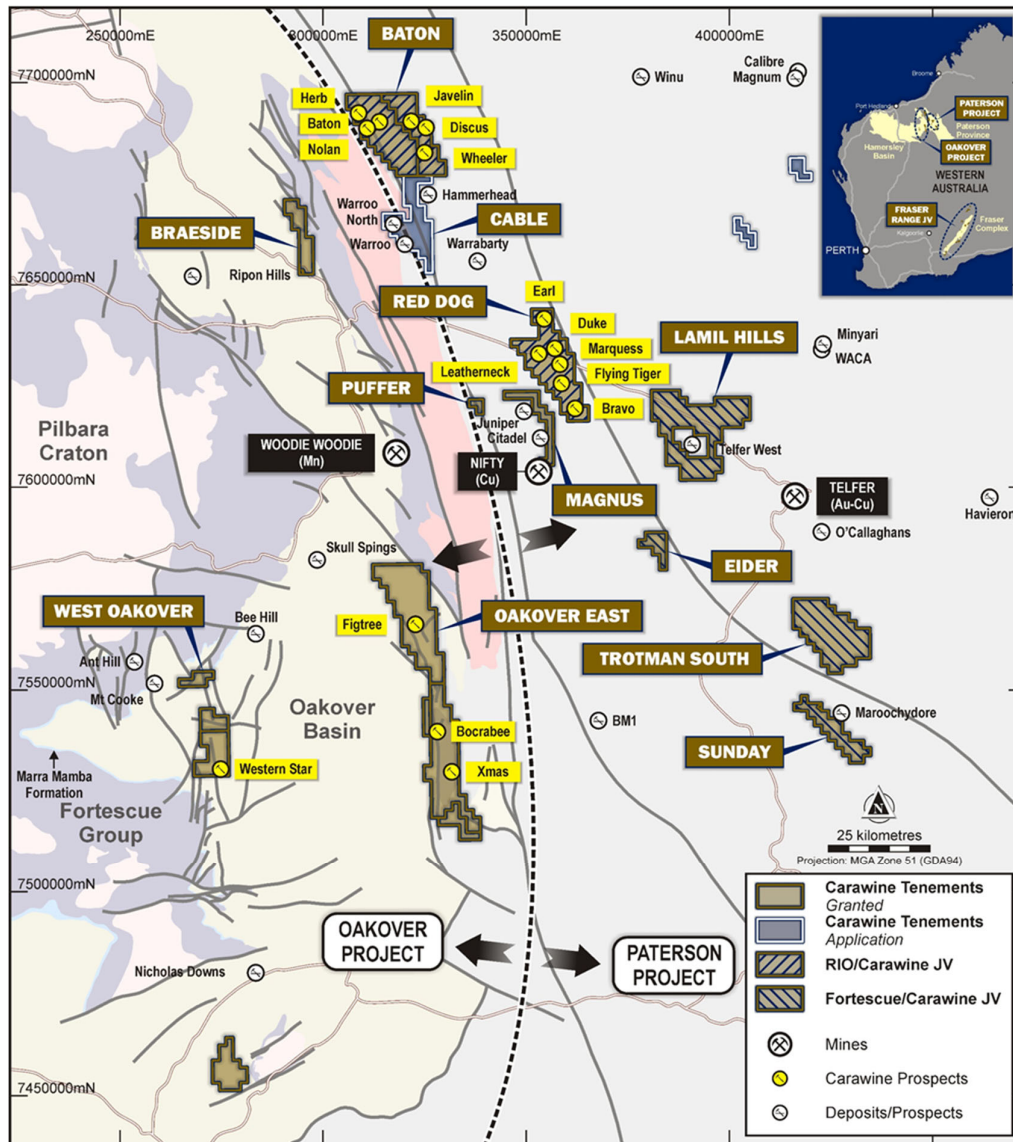 250000mE
300000mE
350000mE
400000mE
7700000mN
7650000mN
7600000mN
7550000mN
7500000mN
7450000mN
BATON
Herb
Javelin
Baton
Discus
Nolan
Wheeler
Winu
Calibre
Magnum
Hammerhead
Warroo
North
CABLE
Warroo
Warrabarty
BRAESIDE
Ripon Hills
RED DOG
Earl
Duke
Marquess
Leatherneck
Flying Tiger
Bravo
LAMIL HILLS
Minyari
WACA
PUFFER
Juniper
Citadel
Telfer West
Pilbara
Craton
WOODIE WOODIE
(Mn)
NIFTY
(Cu)
MAGNUS
TELFER
(Au-Cu)
Havieron
O'Callaghans
Skull Spings
EIDER
WEST OAKOVER
Bee Hill
Figtree
OAKOVER EAST
Ant Hill
Mt Cooke
TROTMAN SOUTH
Oakover
Basin
BM1
Maroochydore
Bocrabee
SUNDAY
Western Star
Xmas
Marra Mamba
Formation
Fortescue
Group
N
25 kilometres
Projection: MGA Zone 51 (GDA94)
OAKOVER
PROJECT
PATERSON
PROJECT
Nicholas Downs
Carawine Tenements
Granted
Carawine Tenements
Application
RIO/Carawine JV
Fortescue/Carawine JV
Mines
Carawine Prospects
Deposits/Prospects
Broome
Port Hedland
PATERSON
PROJECT
Paterson
Province
Hamersley
Basin
OAKOVER
PROJECT
WESTERN
AUSTRALIA
FRASER
RANGE JV
Kalgoorlie
Fraser
Complex
PERTH